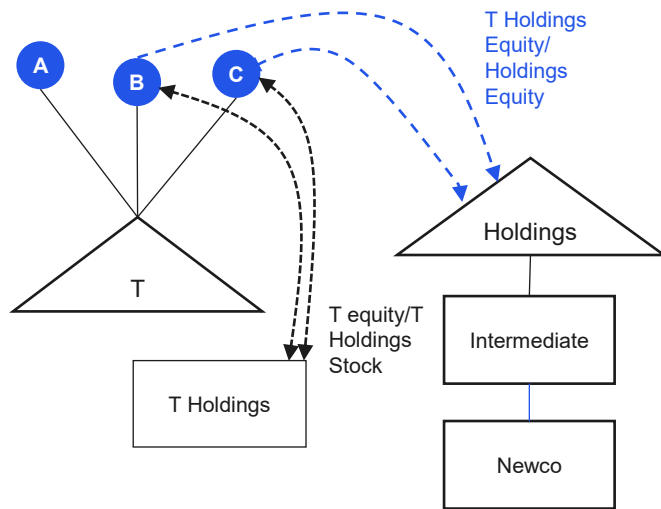 A
B
C
T Holdings
Equity/
Holdings
Equity
T
Holdings
T equity/T
Holdings
Stock
Intermediate
T Holdings
Newco